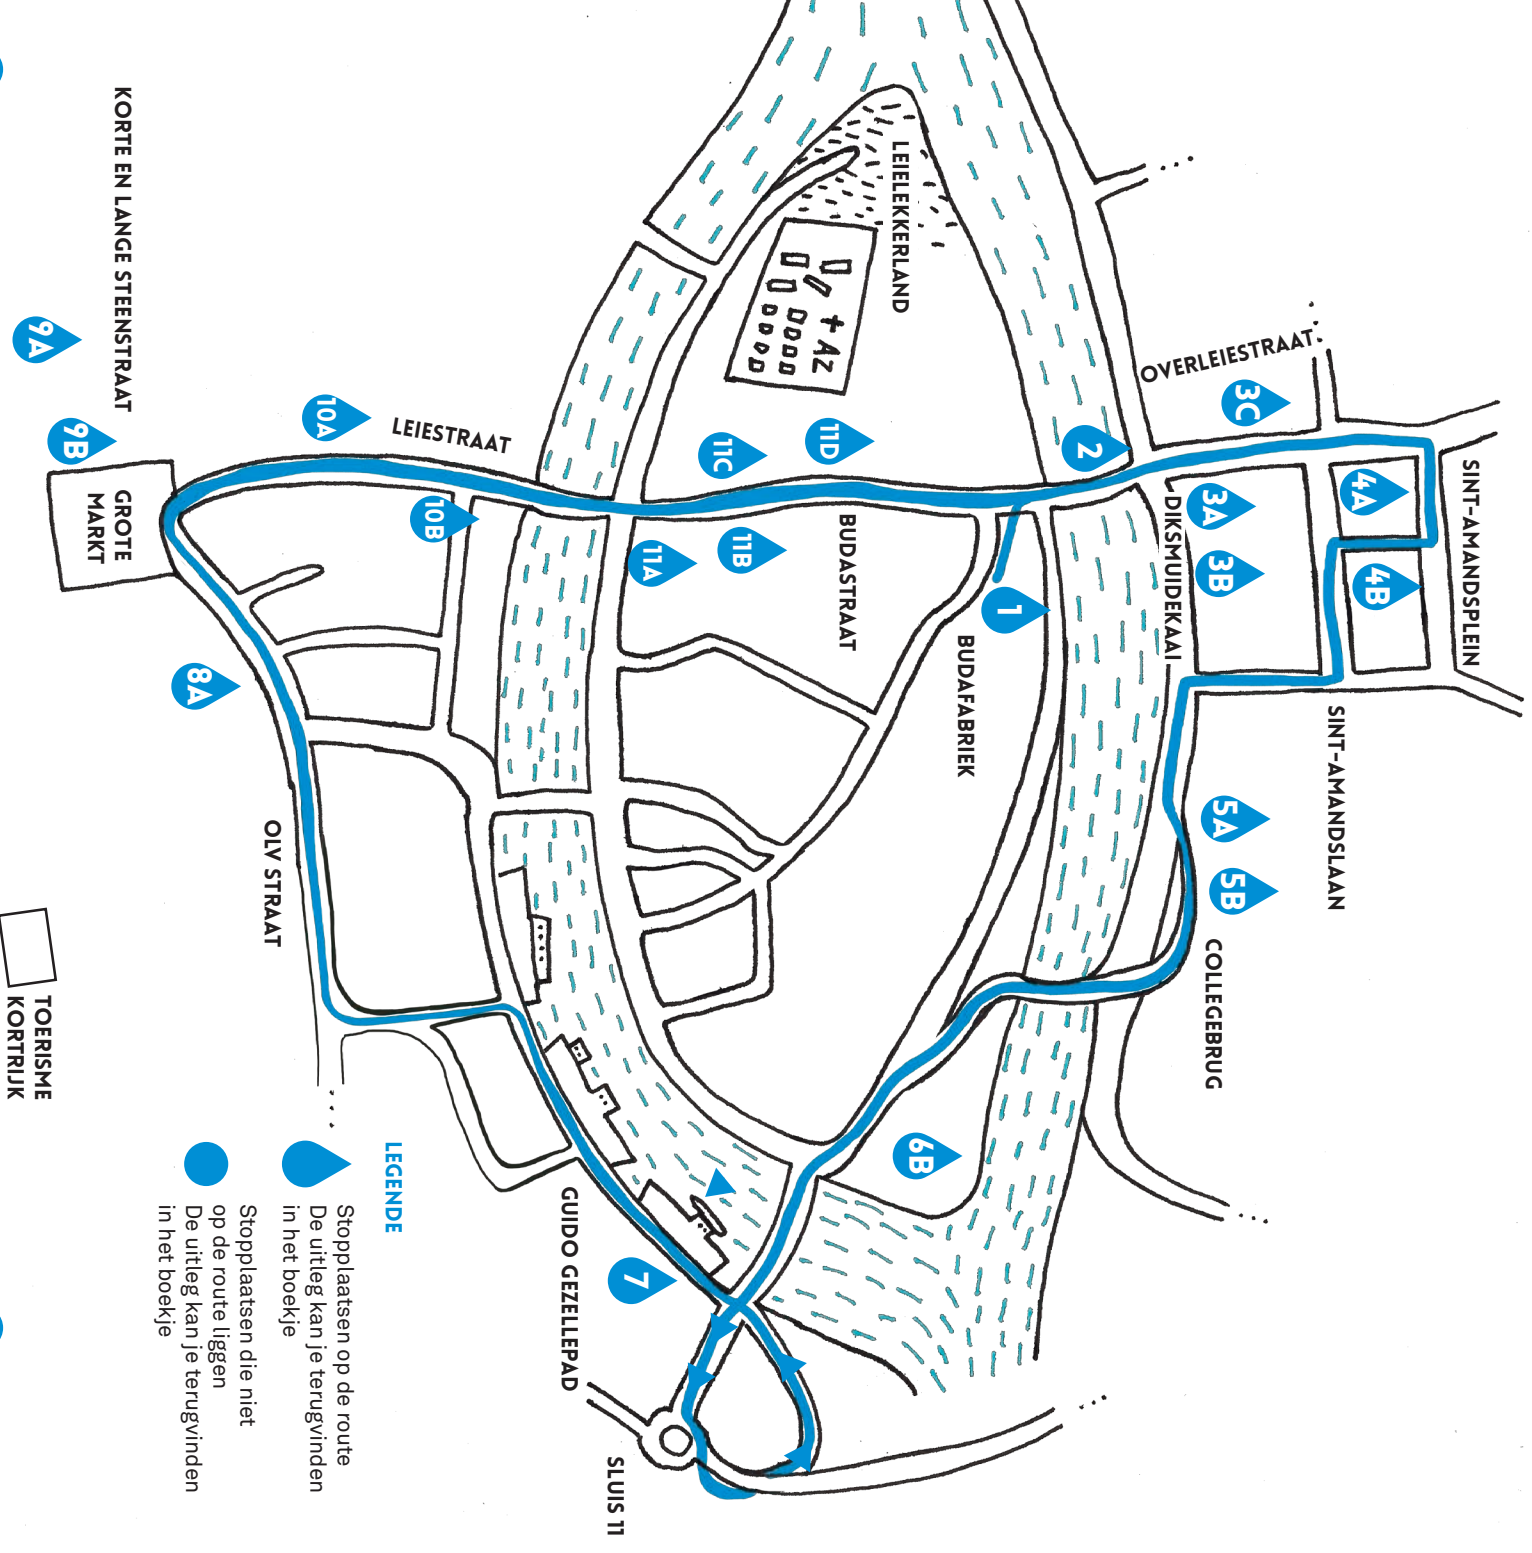 SINT-AMANDSPLEIN
OVERLEIESTRAAT
3C
4A
4B
SINT-AMANDSLAAN
3A
3B
5A
5B
COLLEGEBRUG
DIKSMUIDEKAAI
2
1
BUDAFABRIEK
6B
LEIELEKKERLAND
+ AZ
11D
BUDASTRAAT
11C
11B
11A
7
SLUIS 11
GUIDO GEZELLEPAD
LEIESTRAAT
10B
10A
OLV STRAAT
8A
KORTE EN LANGE STEENSTRAAT
GROTE
MARKT
9B
9A
TOERISME
KORTRIJK
LEGENDE
Stopplaatsen op de route
De uitleg kan je terugvinden
in het boekje
Stopplaatsen die niet
op de route liggen
De uitleg kan je terugvinden
in het boekje